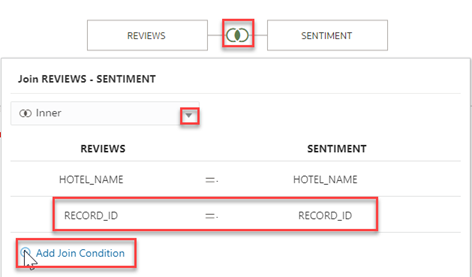 REVIEWS SENTIMENT
Join REVIEWS - SENTIMENT
Inner
REVIEWS SENTIMENT
HOTEL_NAME =. HOTEL_NAME
RECORD_ID =. RECORD_ID
Add Join Condition